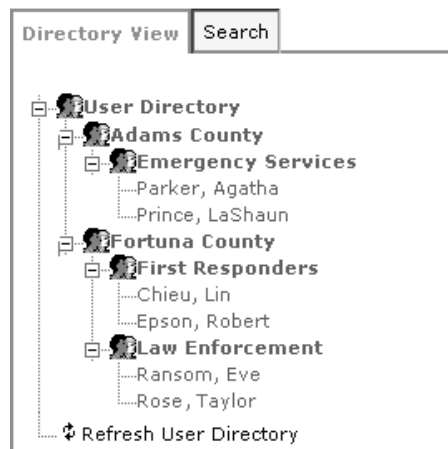 Directory View Search
User Directory
Adams County
Emergency Services
Parker, Agatha
Prince, LaShaun
Fortuna County
First Responders
Chieu, Lin
Epson, Robert
Law Enforcement
Ransom, Eve
Rose, Taylor
Refresh User Directory